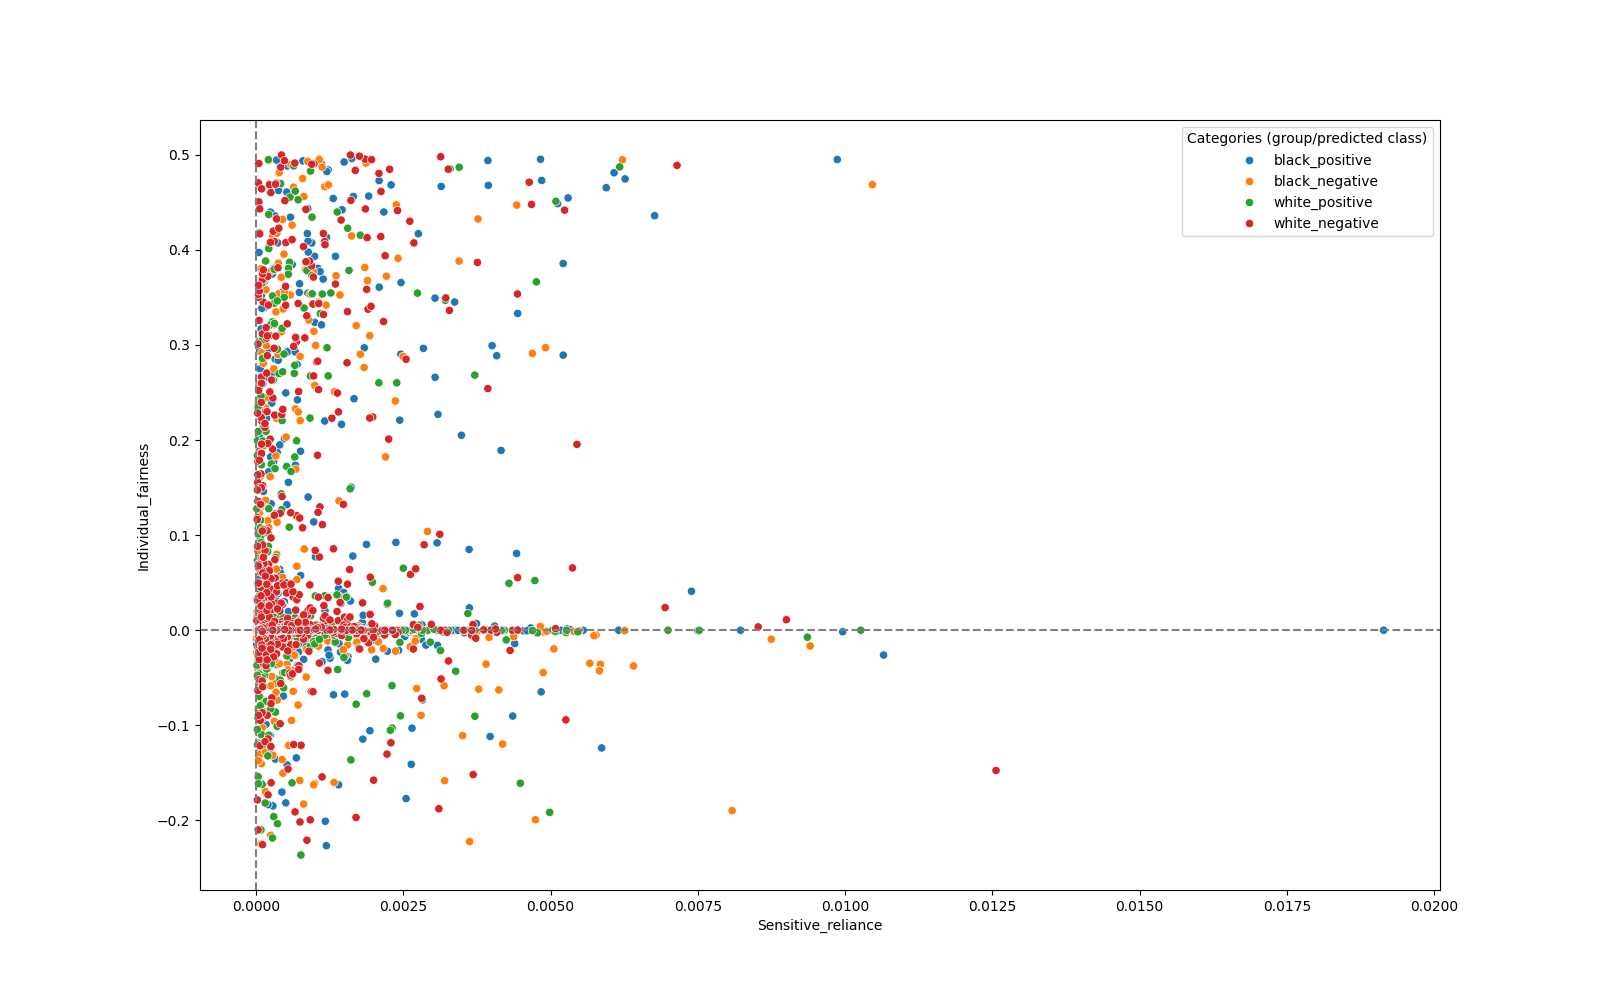 Categories (group/predicted class)
black_positive
black_negative
white_positive
white_negative
0.5
0.4
0.3
0.2
0.1
0.0
−0.1
−0.2
Individual_fairness
0.0000 0.0025 0.0050 0.0075 0.0100 0.0125 0.0150 0.0175 0.0200
Sensitive_reliance